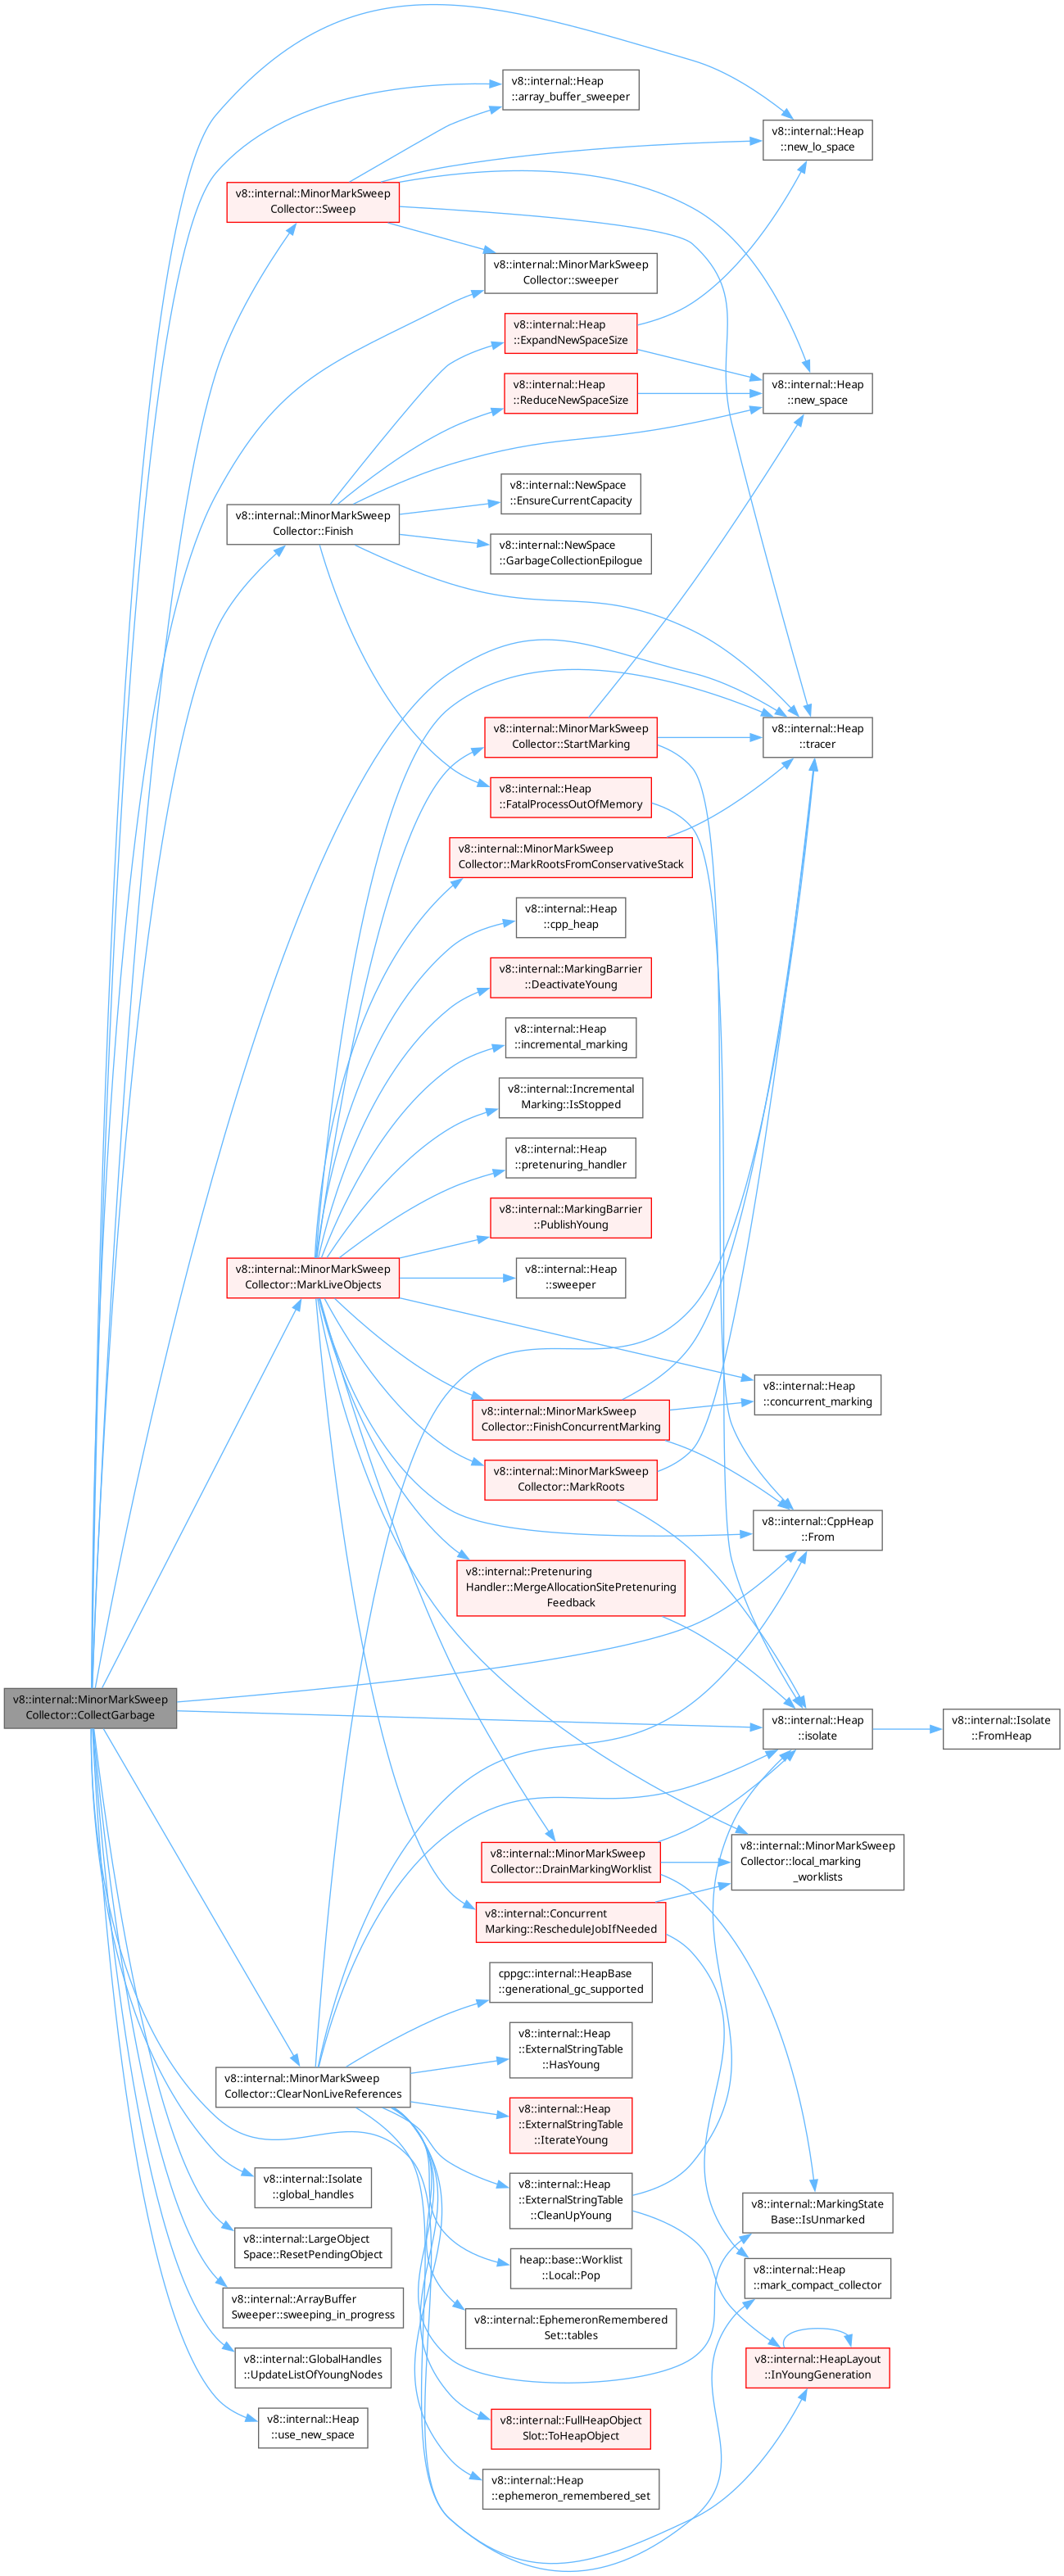 v8::internal::Heap
::array_buffer_sweeper
v8::internal::Heap
::new_lo_space
v8::internal::MinorMarkSweep
Collector::Sweep
v8::internal::MinorMarkSweep
Collector::sweeper
v8::internal::Heap
::ExpandNewSpaceSize
v8::internal::Heap
::ReduceNewSpaceSize
v8::internal::Heap
::new_space
v8::internal::NewSpace
::EnsureCurrentCapacity
v8::internal::MinorMarkSweep
Collector::Finish
v8::internal::NewSpace
::GarbageCollectionEpilogue
v8::internal::MinorMarkSweep
Collector::StartMarking
v8::internal::Heap
::tracer
v8::internal::Heap
::FatalProcessOutOfMemory
v8::internal::MinorMarkSweep
Collector::MarkRootsFromConservativeStack
v8::internal::Heap
::cpp_heap
v8::internal::MarkingBarrier
::DeactivateYoung
v8::internal::Heap
::incremental_marking
v8::internal::Incremental
Marking::IsStopped
v8::internal::Heap
::pretenuring_handler
v8::internal::MarkingBarrier
::PublishYoung
v8::internal::MinorMarkSweep
Collector::MarkLiveObjects
v8::internal::Heap
::sweeper
v8::internal::Heap
::concurrent_marking
v8::internal::MinorMarkSweep
Collector::FinishConcurrentMarking
v8::internal::MinorMarkSweep
Collector::MarkRoots
v8::internal::CppHeap
::From
v8::internal::Pretenuring
Handler::MergeAllocationSitePretenuring
Feedback
v8::internal::MinorMarkSweep
Collector::CollectGarbage
v8::internal::Heap
::isolate
v8::internal::Isolate
::FromHeap
v8::internal::MinorMarkSweep
Collector::DrainMarkingWorklist
v8::internal::MinorMarkSweep
Collector::local_marking
_worklists
v8::internal::Concurrent
Marking::RescheduleJobIfNeeded
cppgc::internal::HeapBase
::generational_gc_supported
v8::internal::Heap
::ExternalStringTable
::HasYoung
v8::internal::MinorMarkSweep
Collector::ClearNonLiveReferences
v8::internal::Heap
::ExternalStringTable
::IterateYoung
v8::internal::Isolate
::global_handles
v8::internal::Heap
::ExternalStringTable
::CleanUpYoung
v8::internal::MarkingState
Base::IsUnmarked
v8::internal::LargeObject
Space::ResetPendingObject
heap::base::Worklist
::Local::Pop
v8::internal::Heap
::mark_compact_collector
v8::internal::ArrayBuffer
Sweeper::sweeping_in_progress
v8::internal::EphemeronRemembered
Set::tables
v8::internal::GlobalHandles
::UpdateListOfYoungNodes
v8::internal::HeapLayout
::InYoungGeneration
v8::internal::Heap
::use_new_space
v8::internal::FullHeapObject
Slot::ToHeapObject
v8::internal::Heap
::ephemeron_remembered_set